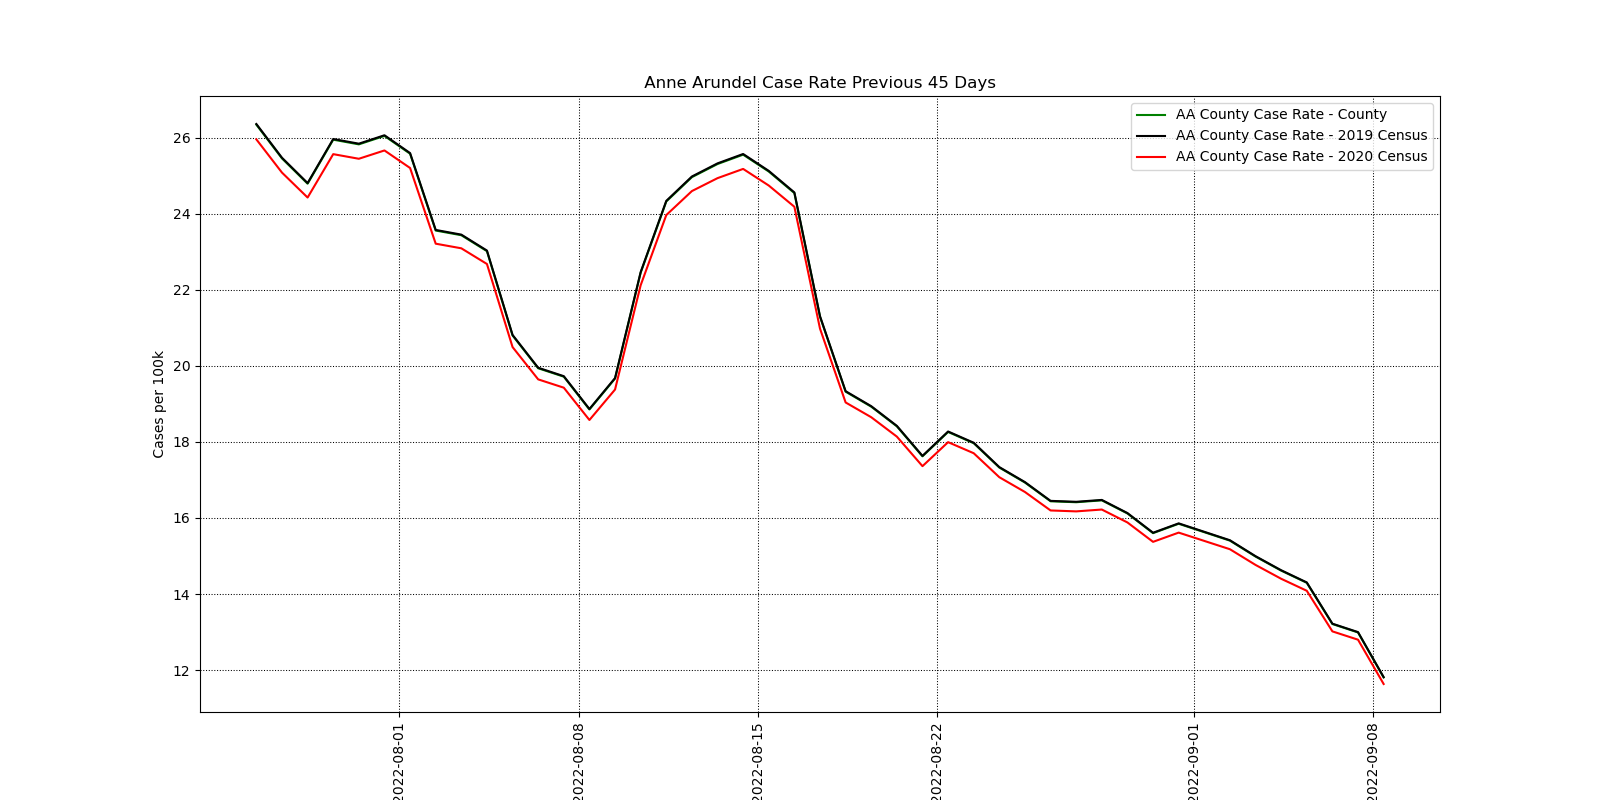 Anne Arundel Case Rate Previous 45 Days
AA County Case Rate - County
AA County Case Rate - 2019 Census
AA County Case Rate - 2020 Census
Cases per 100k
26
24
22
20
18
16
14
12
2022-08-01
2022-08-08
2022-08-15
2022-08-22
2022-09-01
2022-09-08